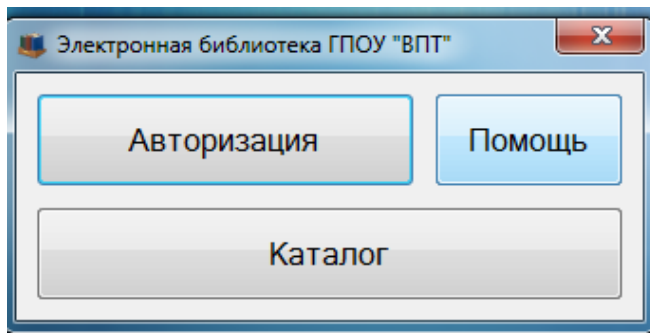 Электронная библиотека ГПОУ "ВПТ"
Авторизация
Помощь
Каталог